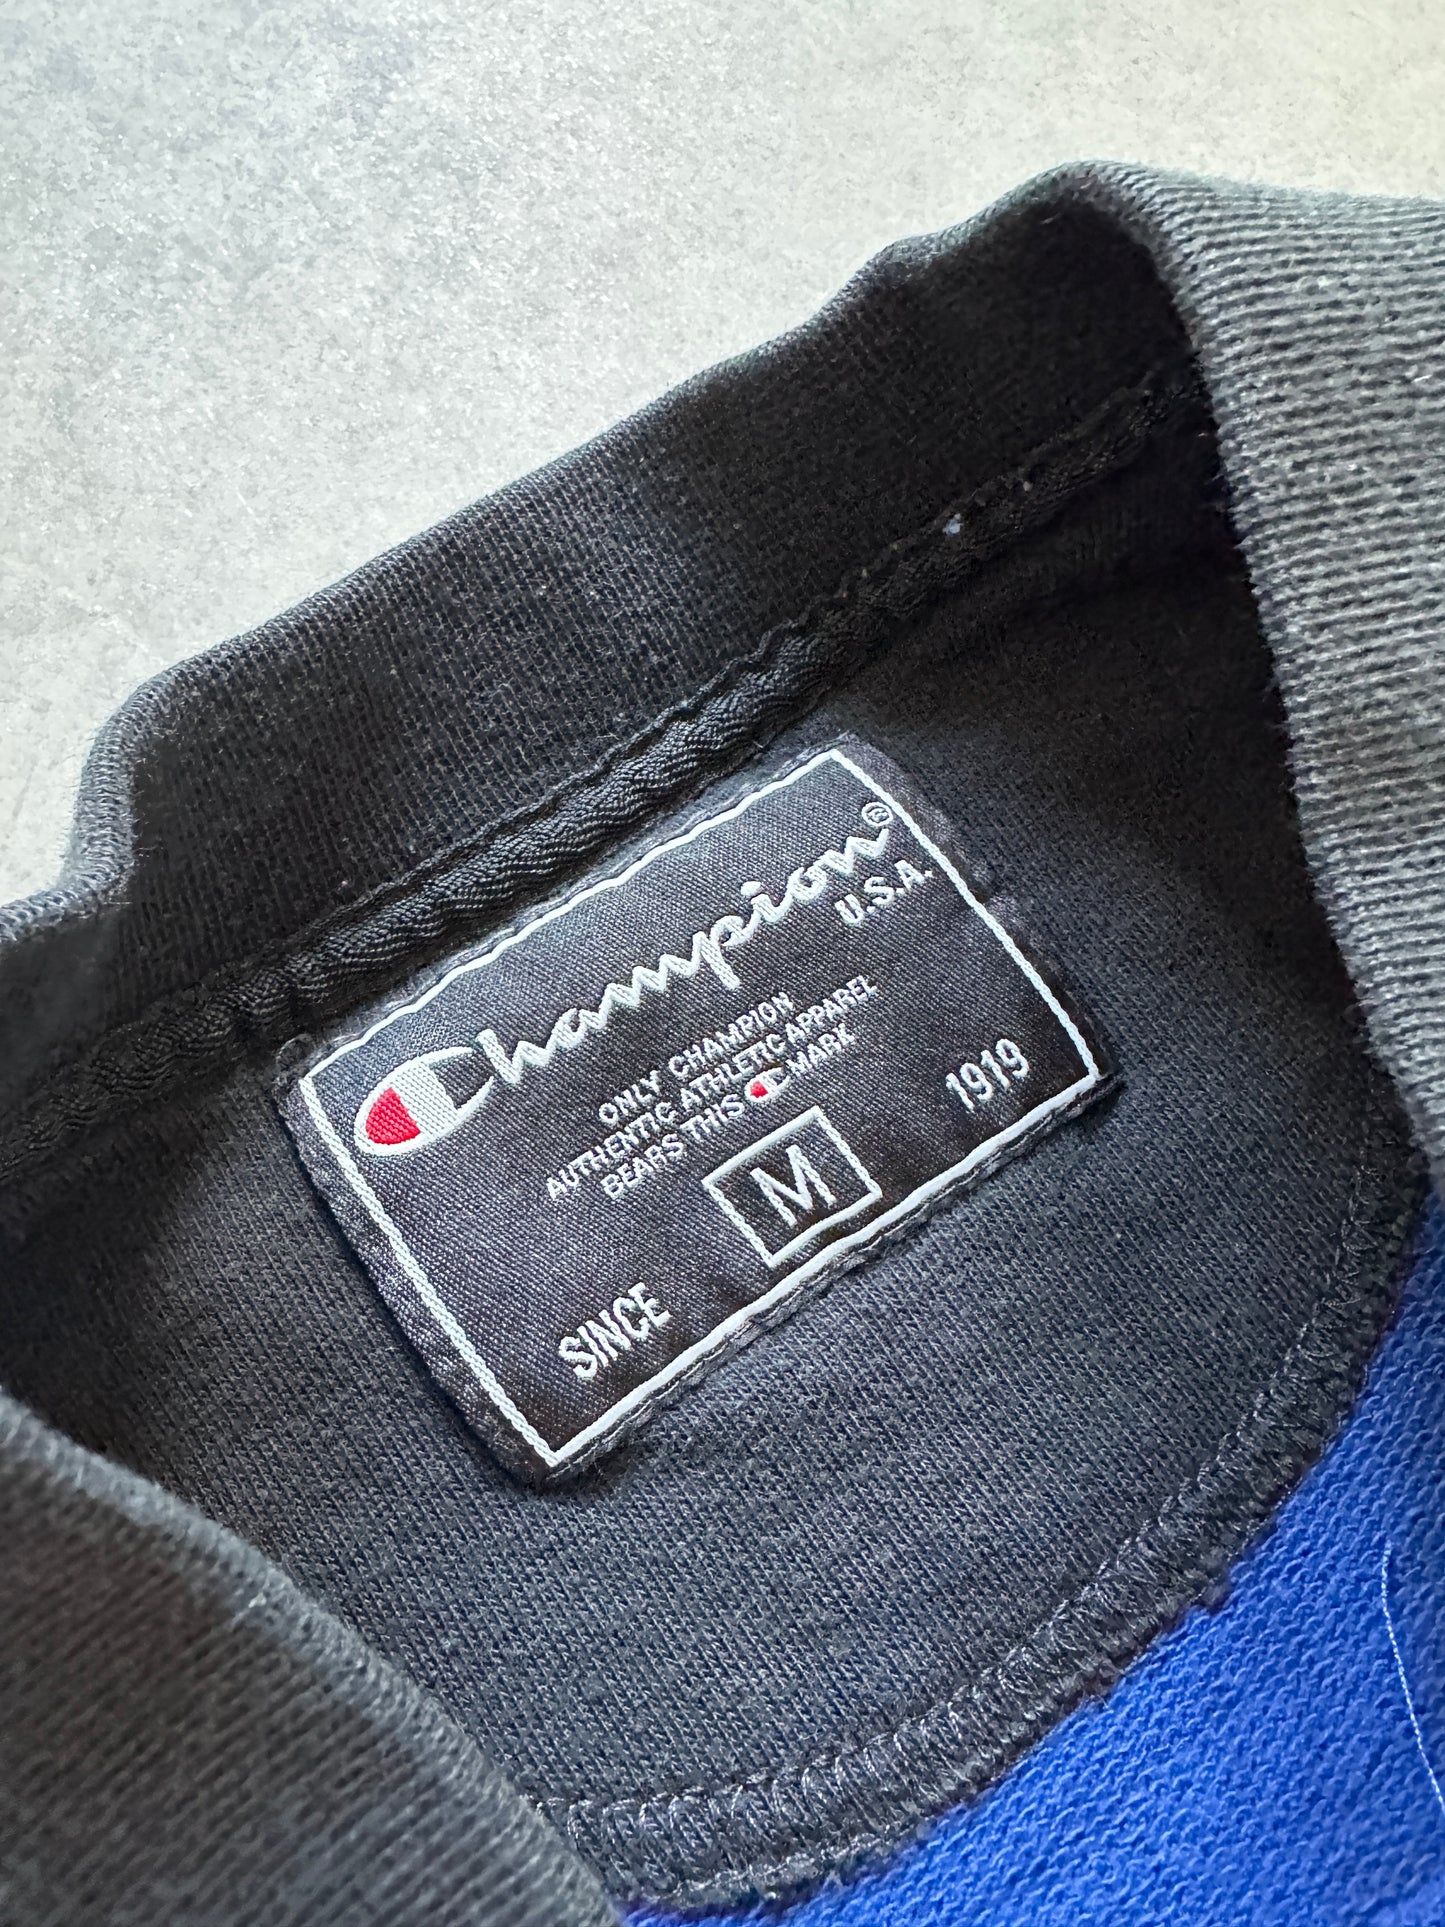 Champion®
U.S.A.
ONLY CHAMPION
AUTHENTIC ATHLETIC APPAREL
BEARS THIS C MARK
M
SINCE 1919